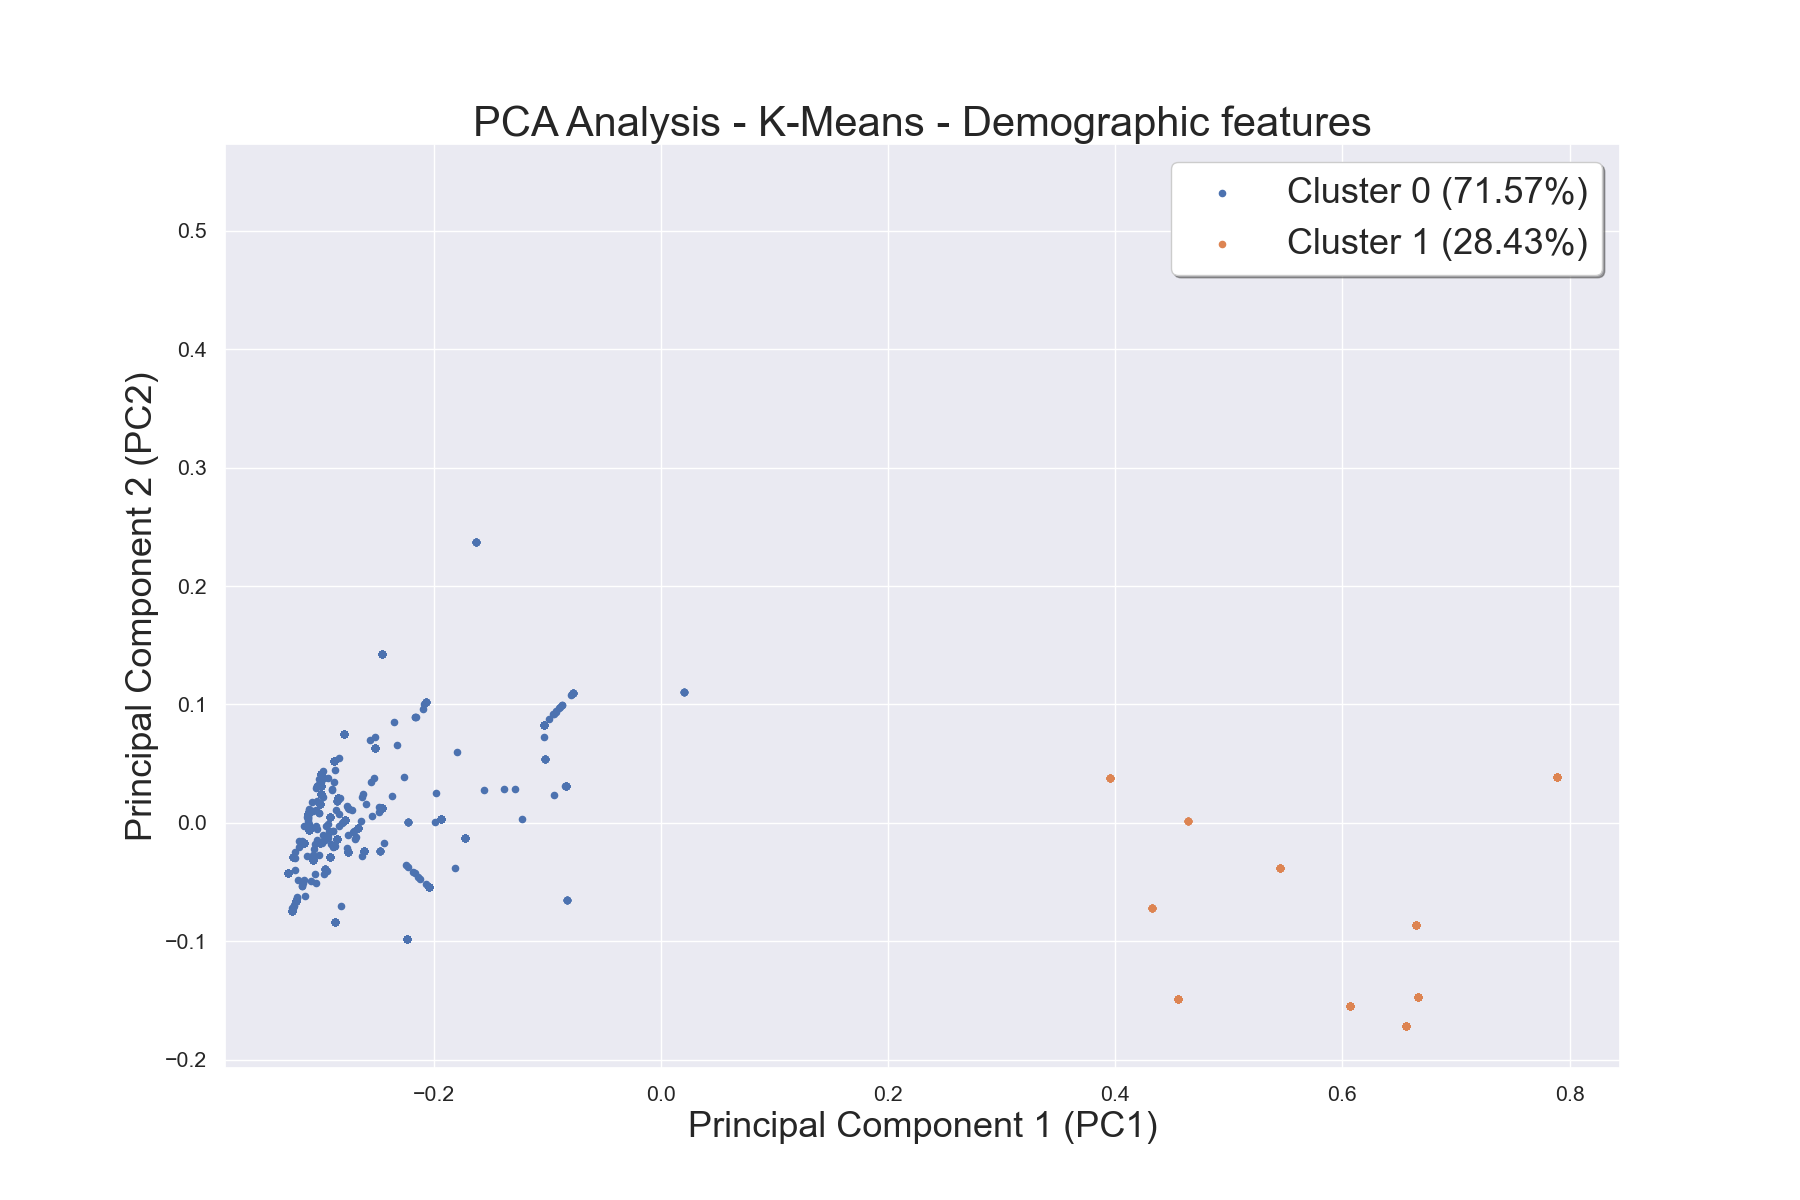 PCA Analysis - K-Means - Demographic features
Cluster 0 (71.57%)
Cluster 1 (28.43%)
Principal Component 2 (PC2)
0.5
0.4
0.3
0.2
0.1
0.0
−0.1
−0.2
−0.2 0.0 0.2 0.4 0.6 0.8
Principal Component 1 (PC1)